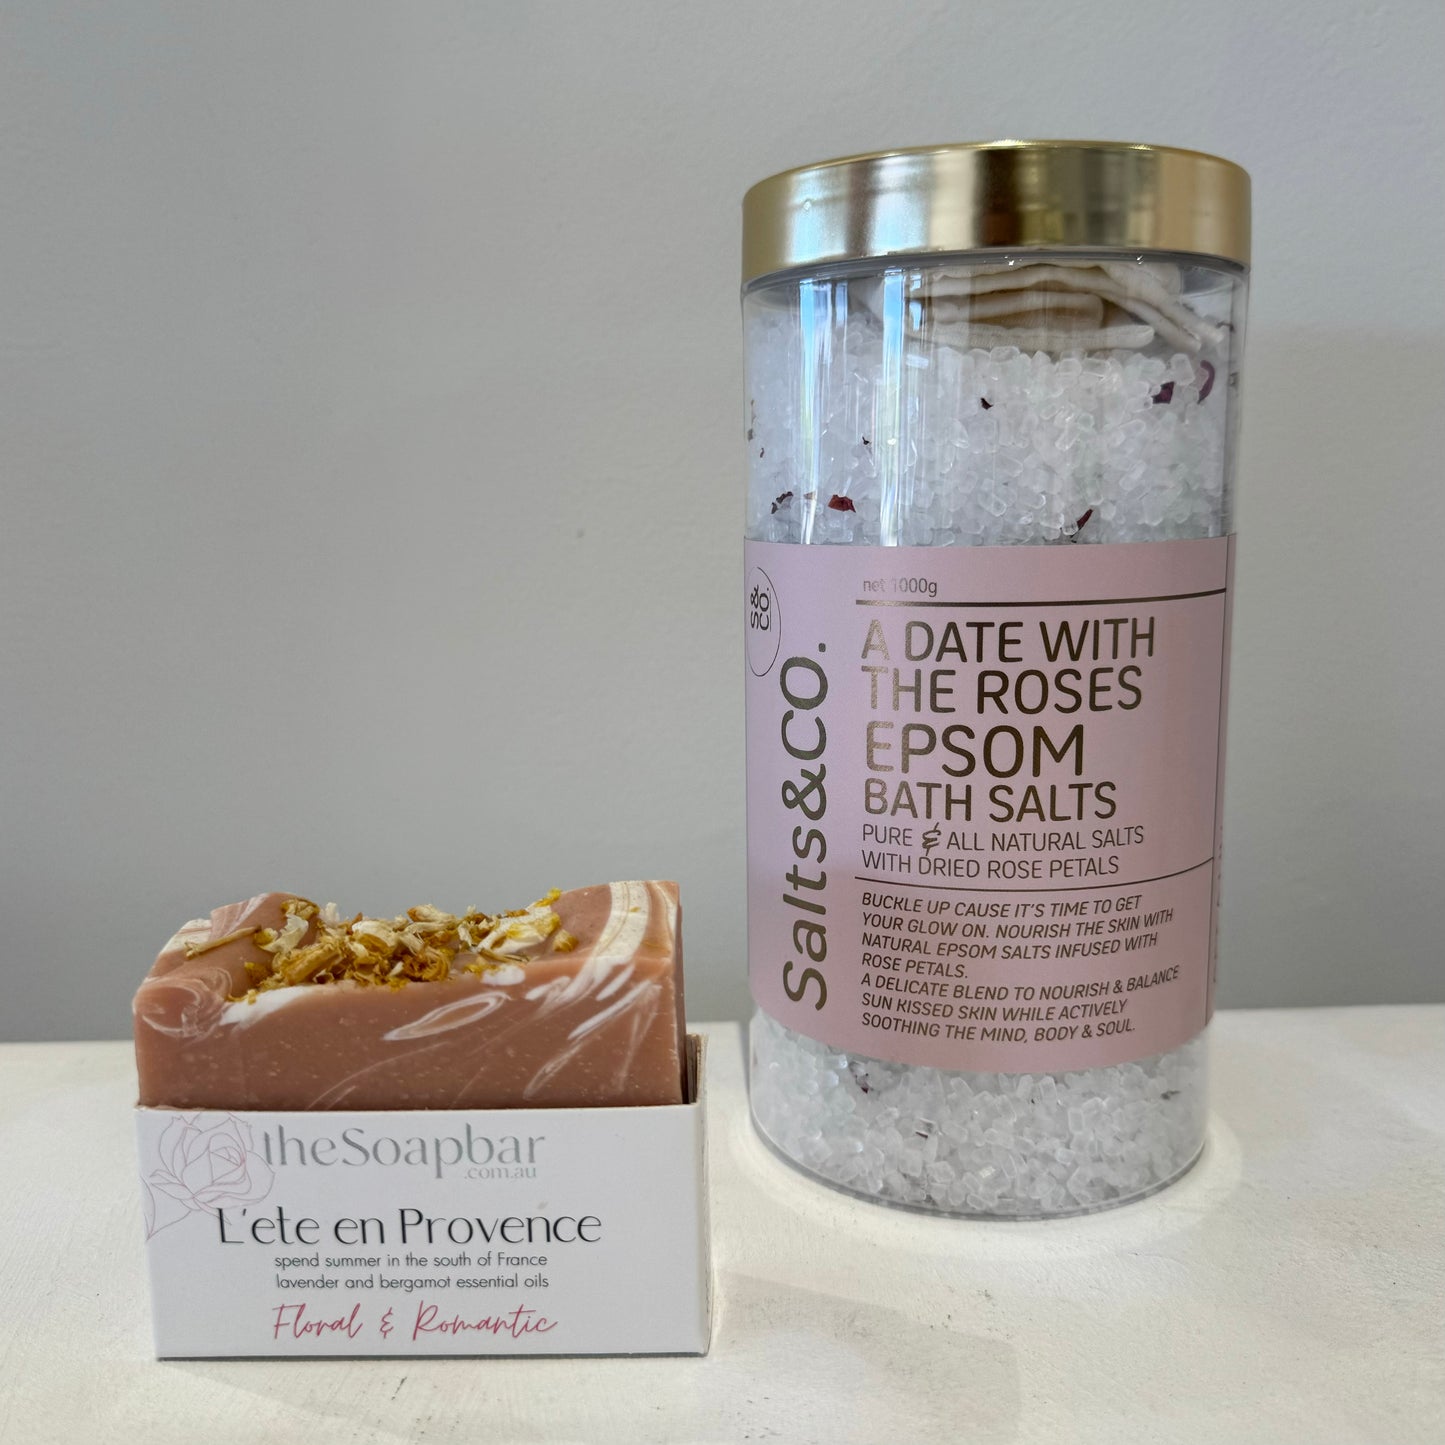 theSoapbar
.com.au
L'ete en Provence
spend summer in the south of France
lavender and bergamot essential oils
Floral & Romantic
S&
CO.
Salts&CO.
net 1000g
A DATE WITH
THE ROSES
EPSOM
BATH SALTS
PURE & ALL NATURAL SALTS
WITH DRIED ROSE PETALS
BUCKLE UP CAUSE IT'S TIME TO GET
YOUR GLOW ON. NOURISH THE SKIN WITH
NATURAL EPSOM SALTS INFUSED WITH
ROSE PETALS.
A DELICATE BLEND TO NOURISH & BALANCE
SUN KISSED SKIN WHILE ACTIVELY
SOOTHING THE MIND, BODY & SOUL.